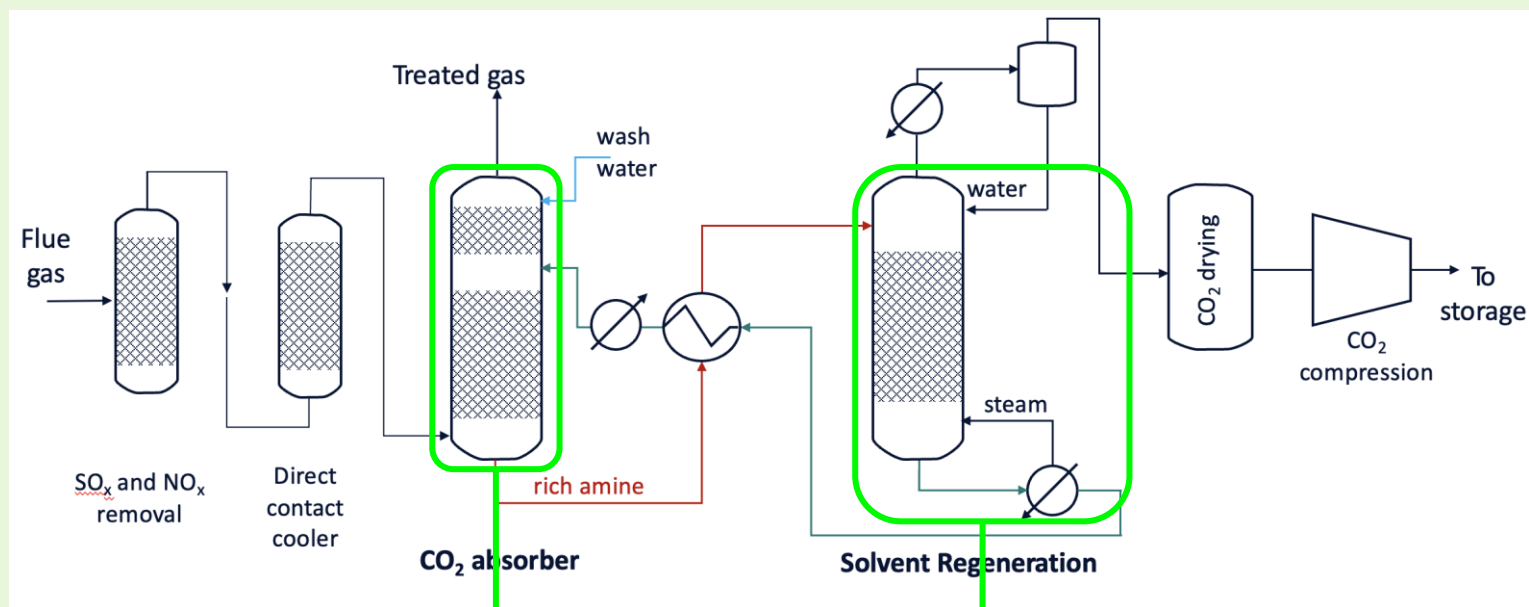 Treated gas
wash
water
water
Flue
gas
CO₂ drying
To
storage
CO₂
compression
steam
SOₓ and NOₓ
removal
Direct
contact
cooler
rich amine
CO₂ absorber
Solvent Regeneration